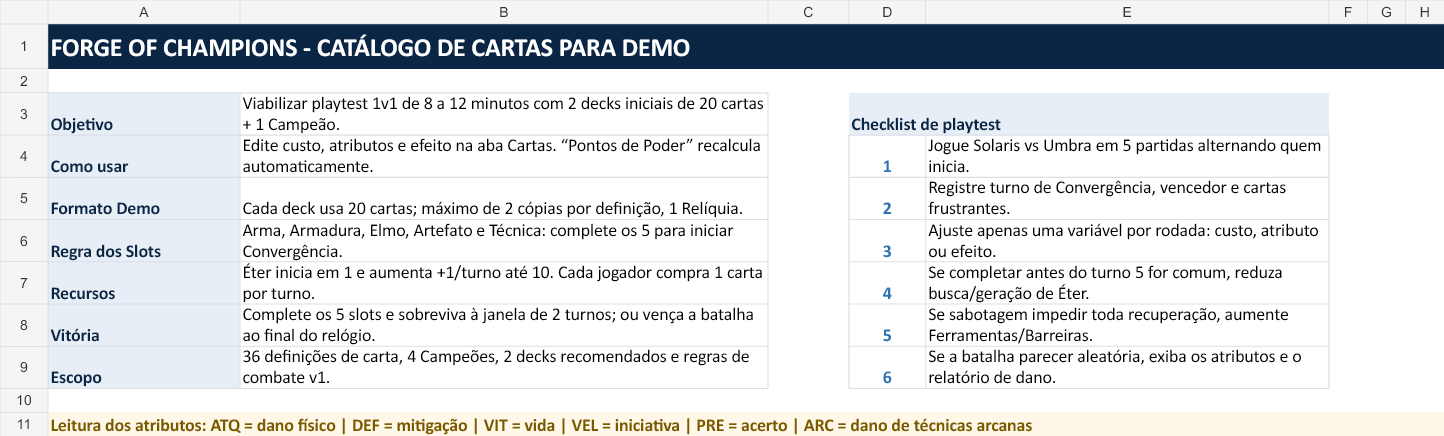 A B C D E F G H
1 FORGE OF CHAMPIONS - CATÁLOGO DE CARTAS PARA DEMO
2
3 Objetivo
Viabilizar playtest 1v1 de 8 a 12 minutos com 2 decks iniciais de 20 cartas
+ 1 Campeão.
Checklist de playtest
4 Como usar
Edite custo, atributos e efeito na aba Cartas. “Pontos de Poder” recalcula
automaticamente.
1
Jogue Solaris vs Umbra em 5 partidas alternando quem
inicia.
5 Formato Demo
Cada deck usa 20 cartas; máximo de 2 cópias por definição, 1 Relíquia.
2
Registre turno de Convergência, vencedor e cartas
frustrantes.
6 Regra dos Slots
Arma, Armadura, Elmo, Artefato e Técnica: complete os 5 para iniciar
Convergência.
3
Ajuste apenas uma variável por rodada: custo, atributo
ou efeito.
7 Recursos
Éter inicia em 1 e aumenta +1/turno até 10. Cada jogador compra 1 carta
por turno.
4
Se completar antes do turno 5 for comum, reduza
busca/geração de Éter.
8 Vitória
Complete os 5 slots e sobreviva à janela de 2 turnos; ou vença a batalha
ao final do relógio.
5
Se sabotagem impedir toda recuperação, aumente
Ferramentas/Barreiras.
9 Escopo
36 definições de carta, 4 Campeões, 2 decks recomendados e regras de
combate v1.
6
Se a batalha parecer aleatória, exiba os atributos e o
relatório de dano.
10
11 Leitura dos atributos: ATQ = dano físico | DEF = mitigação | VIT = vida | VEL = iniciativa | PRE = acerto | ARC = dano de técnicas arcanas